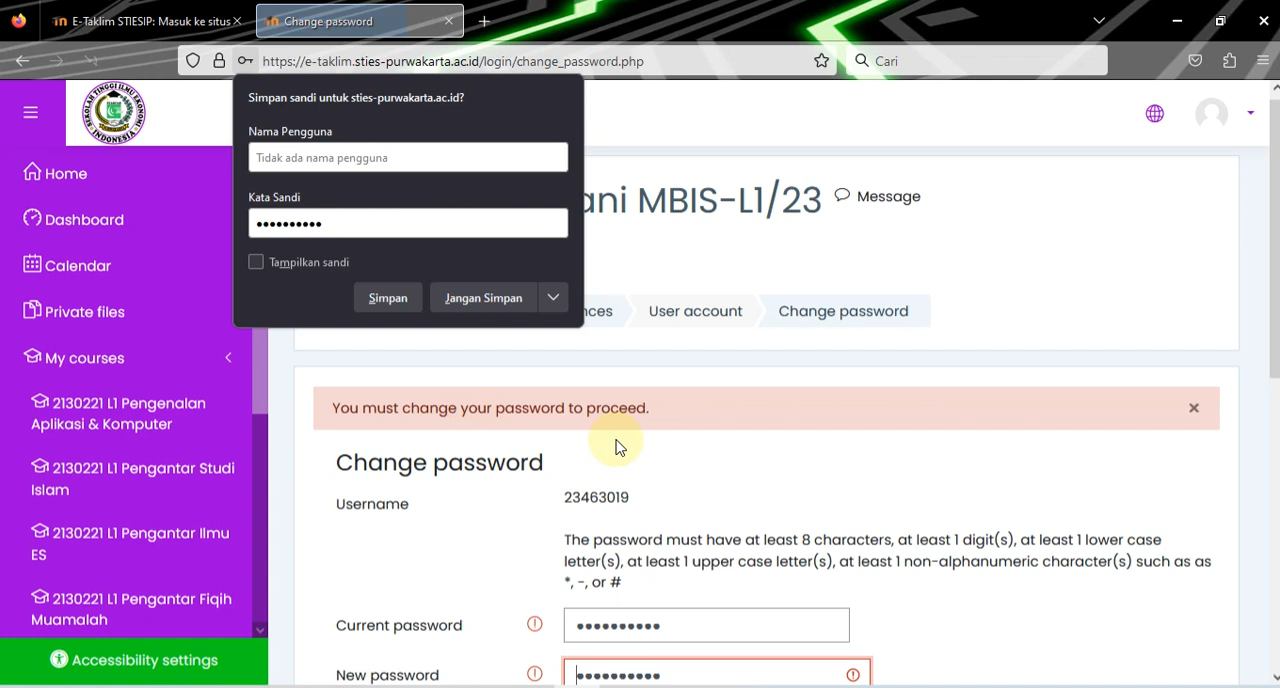 E-Taklim STIESIP: Masuk ke situs
Change password
https://e-taklim.sties-purwakarta.ac.id/login/change_password.php
Cari
SEKOLAH TINGGI ILMU EKONOMI
INDONESIA
Simpan sandi untuk sties-purwakarta.ac.id?
Nama Pengguna
Tidak ada nama pengguna
Kata Sandi
Tampilkan sandi
Simpan
Jangan Simpan
Home
Dashboard
Calendar
Private files
My courses
2130221 L1 Pengenalan
Aplikasi & Komputer
2130221 L1 Pengantar Studi
Islam
2130221 L1 Pengantar Ilmu
ES
2130221 L1 Pengantar Fiqih
Muamalah
Accessibility settings
ani MBIS-L1/23
Message
nces
User account
Change password
You must change your password to proceed.
Change password
Username
23463019
The password must have at least 8 characters, at least 1 digit(s), at least 1 lower case
letter(s), at least 1 upper case letter(s), at least 1 non-alphanumeric character(s) such as as
*, -, or #
Current password
New password